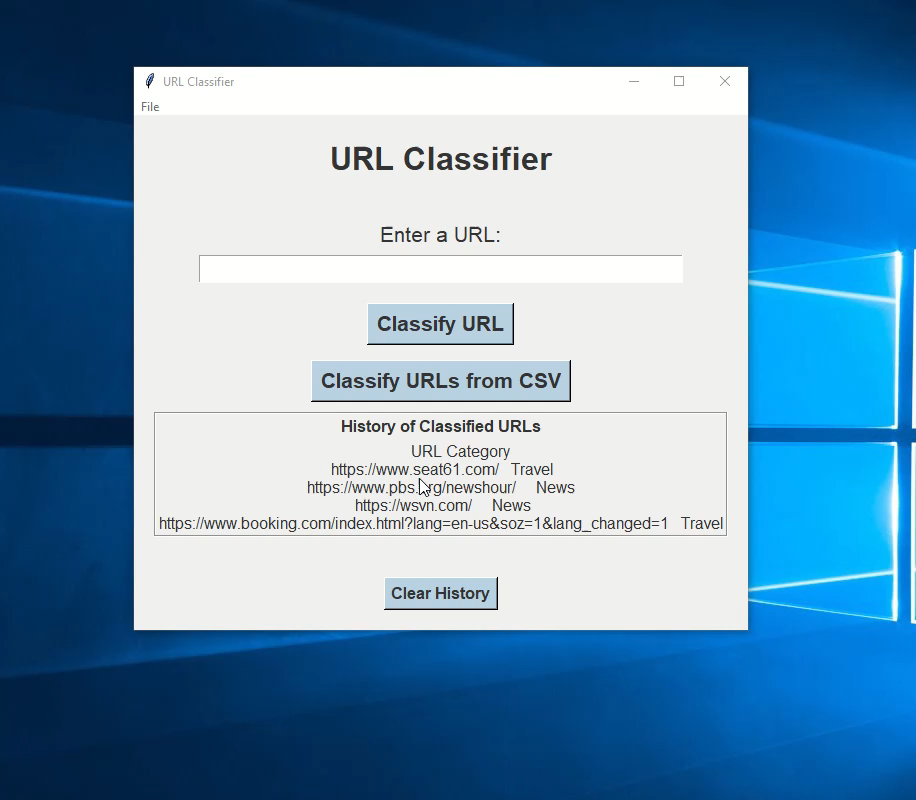 URL Classifier
File
URL Classifier
Enter a URL:
Classify URL
Classify URLs from CSV
History of Classified URLs
URL Category
https://www.seat61.com/ Travel
https://www.pbs.org/newshour/ News
https://wsvn.com/ News
https://www.booking.com/index.html?lang=en-us&soz=1&lang_changed=1 Travel
Clear History